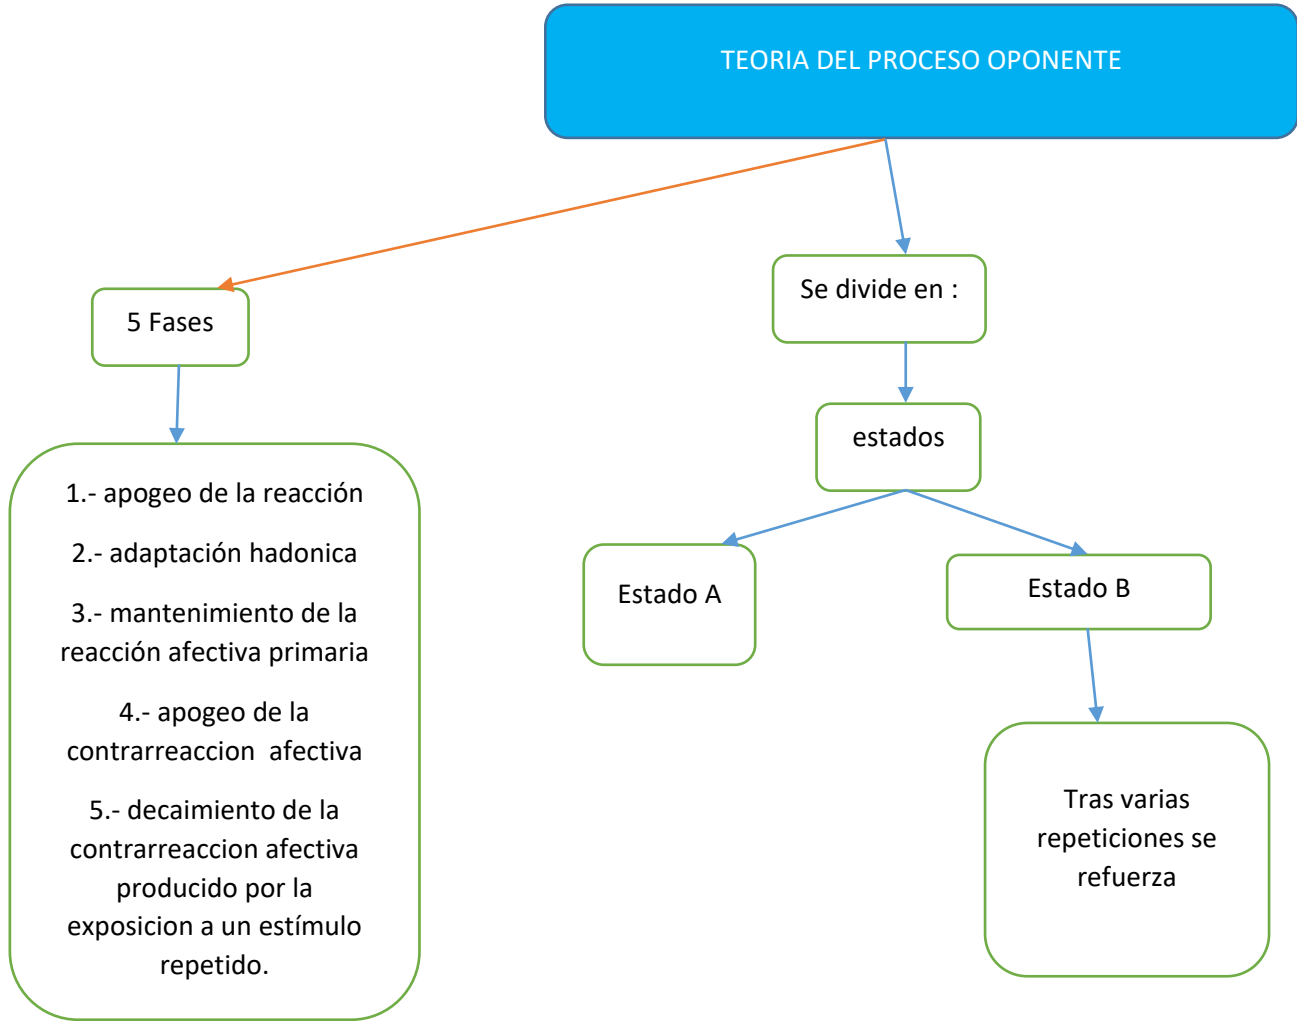 TEORIA DEL PROCESO OPONENTE
5 Fases
1.- apogeo de la reacción
2.- adaptación hadonica
3.- mantenimiento de la
reacción afectiva primaria
4.- apogeo de la
contrarreaccion  afectiva
5.- decaimiento de la
contrarreaccion afectiva
producido por la
exposicion a un estímulo
repetido.
Se divide en :
estados
Estado A
Estado B
Tras varias
repeticiones se
refuerza